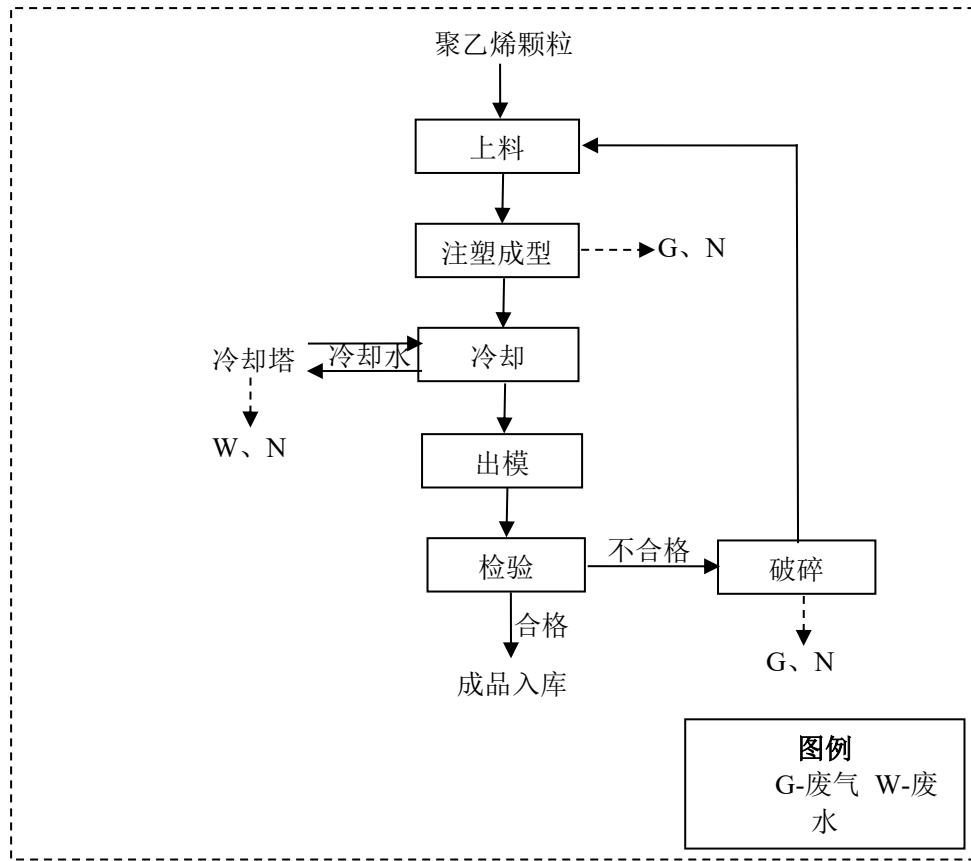 聚乙烯颗粒
上料
注塑成型
G、N
冷却塔
冷却水
冷却
W、N
出模
检验
不合格
破碎
合格
G、N
成品入库
图例
G-废气 W-废
水